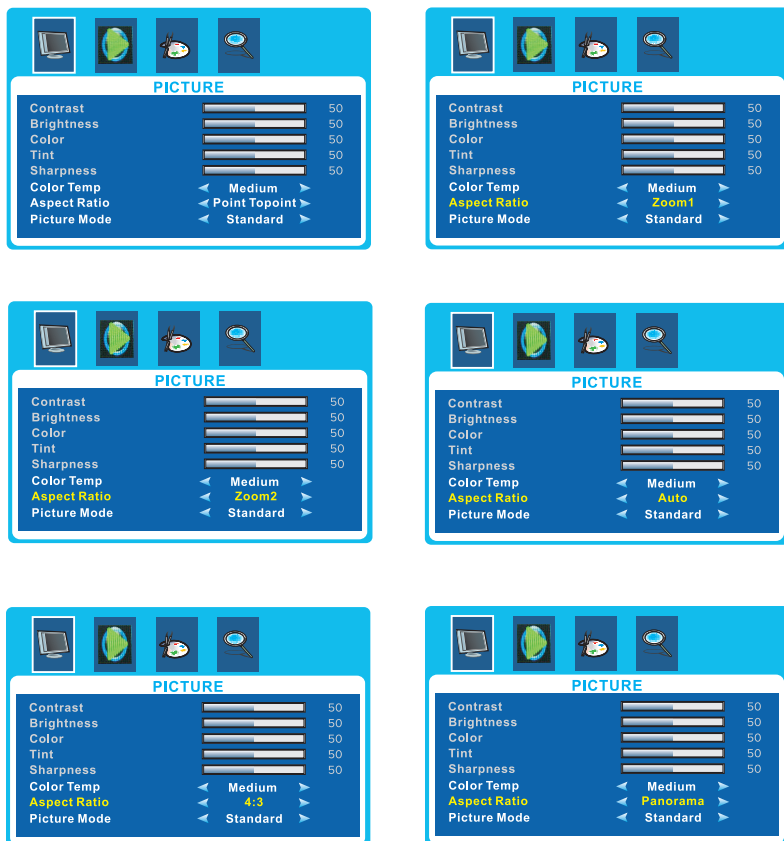 PICTURE
Contrast 50
Brightness 50
Color 50
Tint 50
Sharpness 50
Color Temp Medium
Aspect Ratio Point Topoint
Picture Mode Standard
PICTURE
Contrast 50
Brightness 50
Color 50
Tint 50
Sharpness 50
Color Temp Medium
Aspect Ratio Zoom1
Picture Mode Standard
PICTURE
Contrast 50
Brightness 50
Color 50
Tint 50
Sharpness 50
Color Temp Medium
Aspect Ratio Zoom2
Picture Mode Standard
PICTURE
Contrast 50
Brightness 50
Color 50
Tint 50
Sharpness 50
Color Temp Medium
Aspect Ratio Auto
Picture Mode Standard
PICTURE
Contrast 50
Brightness 50
Color 50
Tint 50
Sharpness 50
Color Temp Medium
Aspect Ratio 4:3
Picture Mode Standard
PICTURE
Contrast 50
Brightness 50
Color 50
Tint 50
Sharpness 50
Color Temp Medium
Aspect Ratio Panorama
Picture Mode Standard